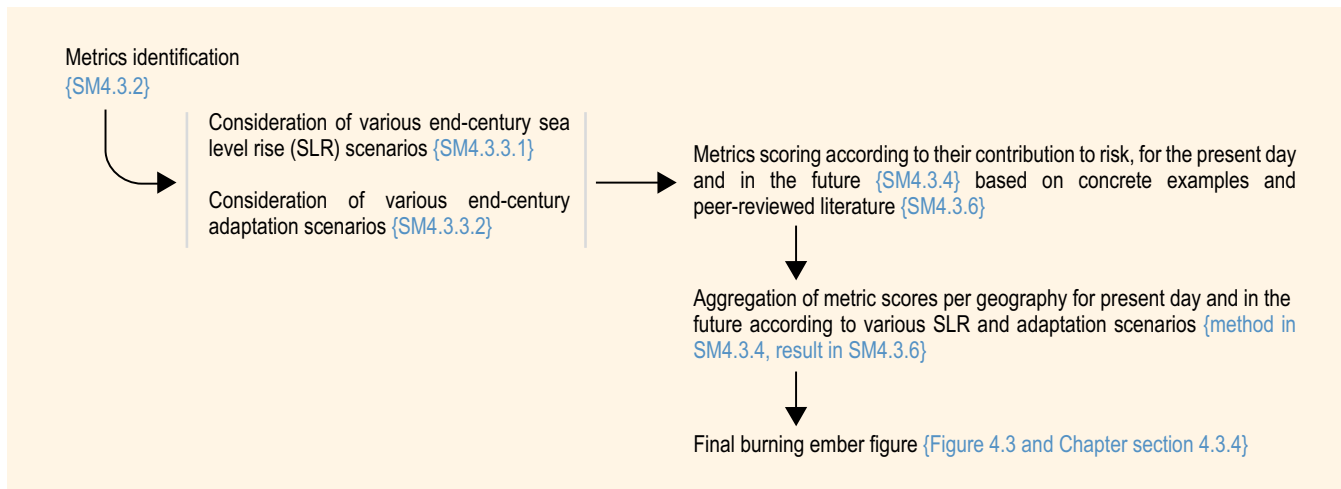 Metrics identification
{SM4.3.2}
Consideration of various end-century sea
level rise (SLR) scenarios {SM4.3.3.1}
Consideration of various end-century
adaptation scenarios {SM4.3.3.2}
Metrics scoring according to their contribution to risk, for the present day
and in the future {SM4.3.4} based on concrete examples and
peer-reviewed literature {SM4.3.6}
Aggregation of metric scores per geography for present day and in the
future according to various SLR and adaptation scenarios {method in
SM4.3.4, result in SM4.3.6}
Final burning ember figure {Figure 4.3 and Chapter section 4.3.4}